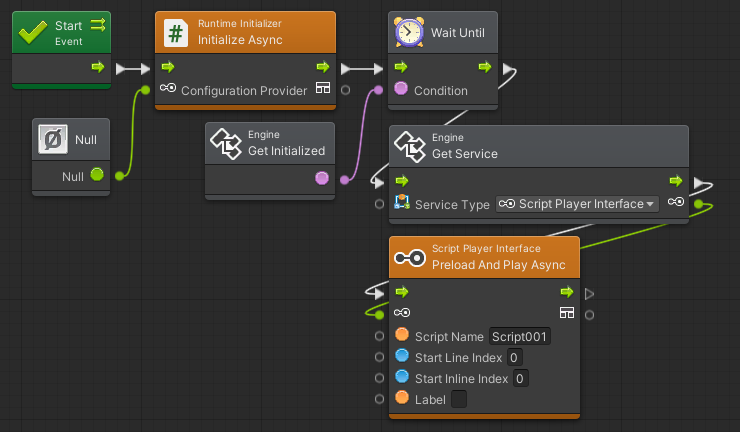 Start
Event
Runtime Initializer
Initialize Async
Configuration Provider
Wait Until
Condition
Null
Null
Engine
Get Initialized
Engine
Get Service
Service Type Script Player Interface
Script Player Interface
Preload And Play Async
Script Name Script001
Start Line Index 0
Start Inline Index 0
Label